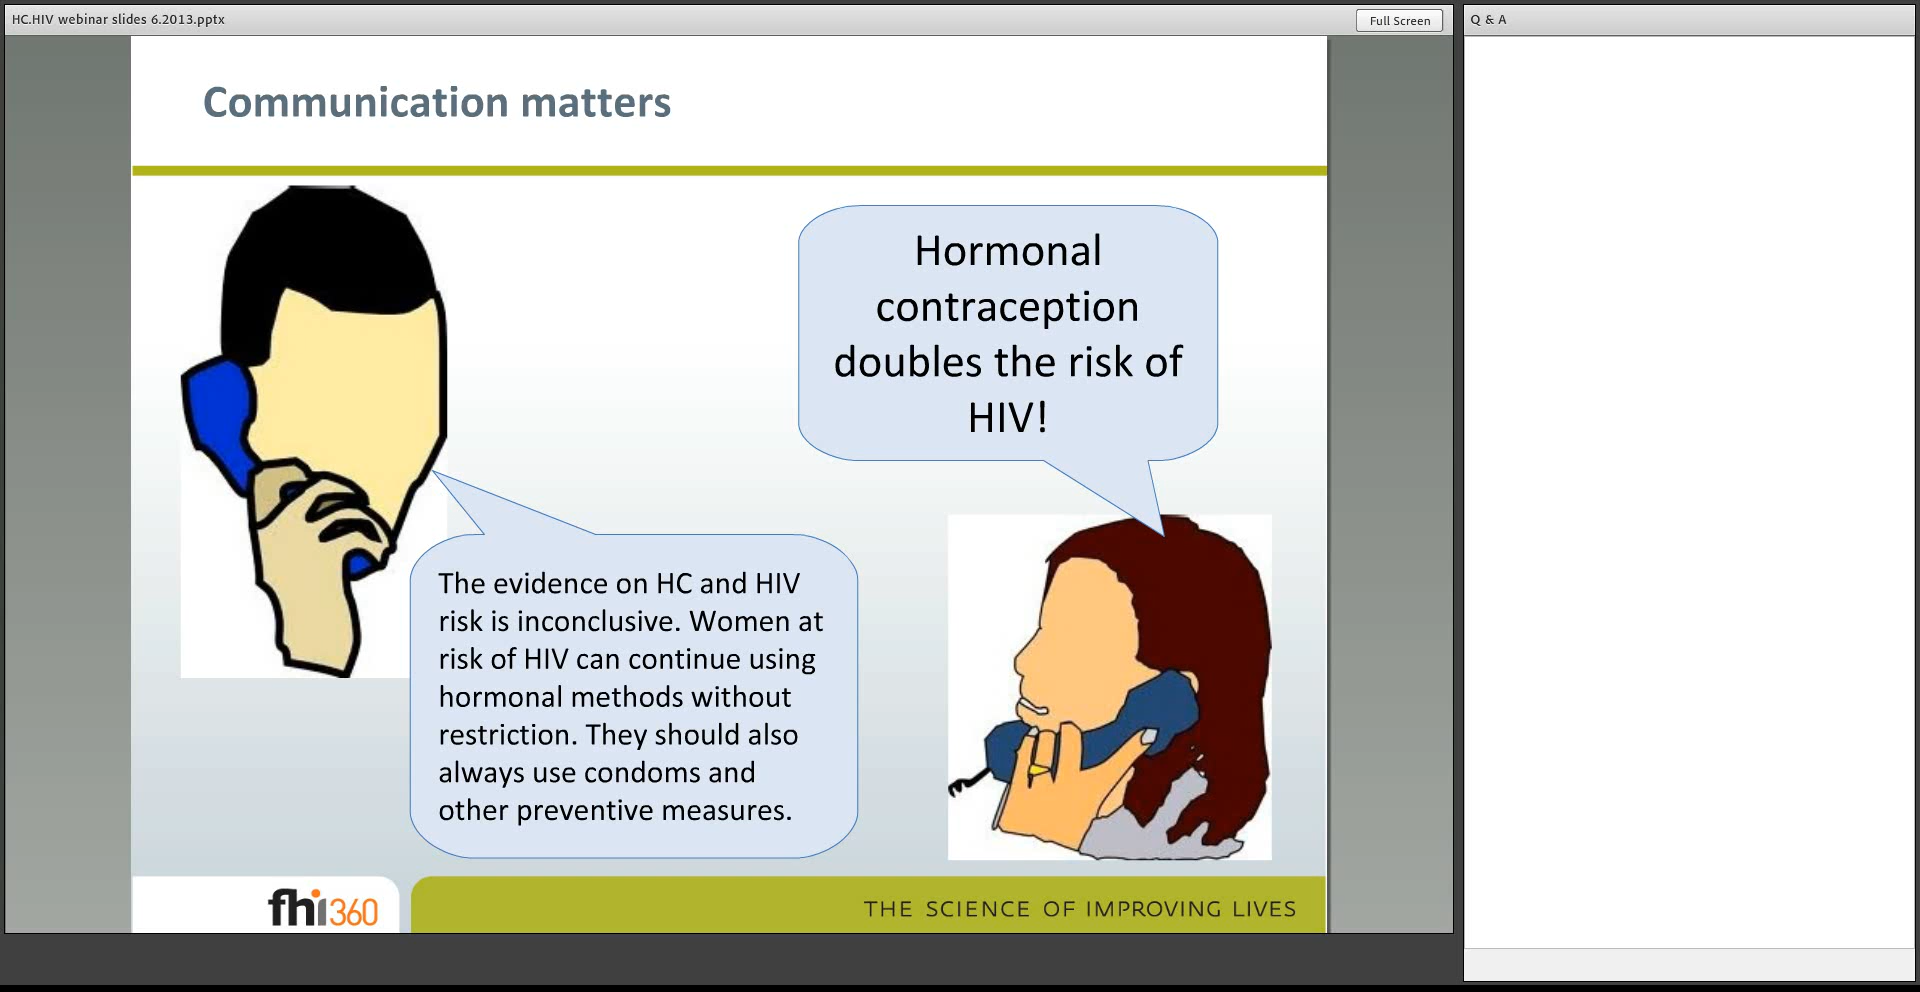 HC.HIV webinar slides 6.2013.pptx
Full Screen
Q & A
Communication matters
Hormonal
contraception
doubles the risk of
HIV!
The evidence on HC and HIV
risk is inconclusive. Women at
risk of HIV can continue using
hormonal methods without
restriction. They should also
always use condoms and
other preventive measures.
fhi360
THE SCIENCE OF IMPROVING LIVES